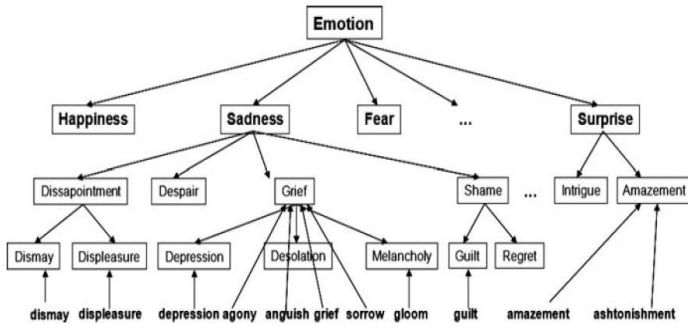 Emotion
Happiness Sadness Fear ... Surprise
Dissapointment Despair Grief Shame ... Intrigue Amazement
Dismay Displeasure Depression Desolation Melancholy Guilt Regret
dismay displeasure depression agony anguish grief sorrow gloom guilt amazement ashtonishment